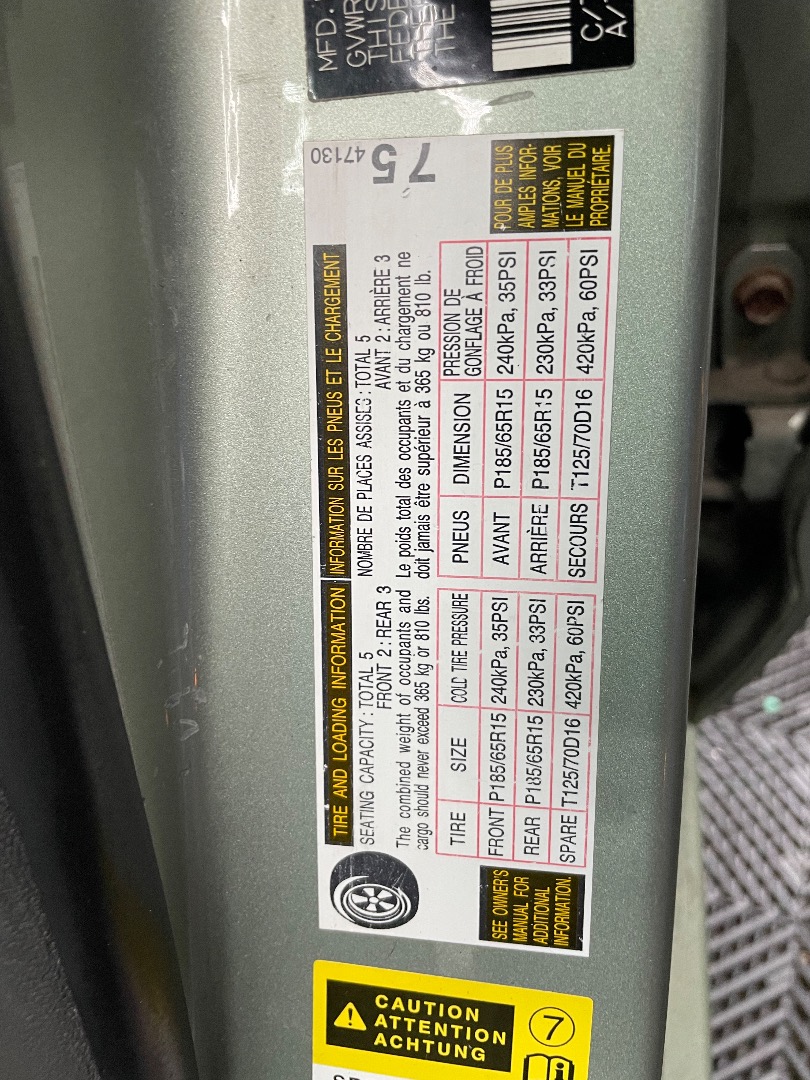 CAUTION
ATTENTION
ACHTUNG
7
TIRE AND LOADING INFORMATION
SEATING CAPACITY : TOTAL 5
FRONT 2 : REAR 3
The combined weight of occupants and
cargo should never exceed 365 kg or 810 lbs.
TIRE SIZE COLD TIRE PRESSURE
FRONT P185/65R15 240kPa, 35PSI
REAR P185/65R15 230kPa, 33PSI
SPARE T125/70D16 420kPa, 60PSI
SEE OWNER'S
MANUAL FOR
ADDITIONAL
INFORMATION.
INFORMATION SUR LES PNEUS ET LE CHARGEMENT
NOMBRE DE PLACES ASSISES : TOTAL 5
AVANT 2 : ARRIÈRE 3
Le poids total des occupants et du chargement ne
doit jamais être supérieur à 365 kg ou 810 lb.
PNEUS DIMENSION PRESSION DE
GONFLAGE À FROID
AVANT P185/65R15 240kPa, 35PSI
ARRIÈRE P185/65R15 230kPa, 33PSI
SECOURS T125/70D16 420kPa, 60PSI
47130
75
POUR DE PLUS
AMPLES INFOR-
MATIONS, VOIR
LE MANUEL DU
PROPRIÉTAIRE.
MFD.
GVWR
THIS
THE
C/T
A/